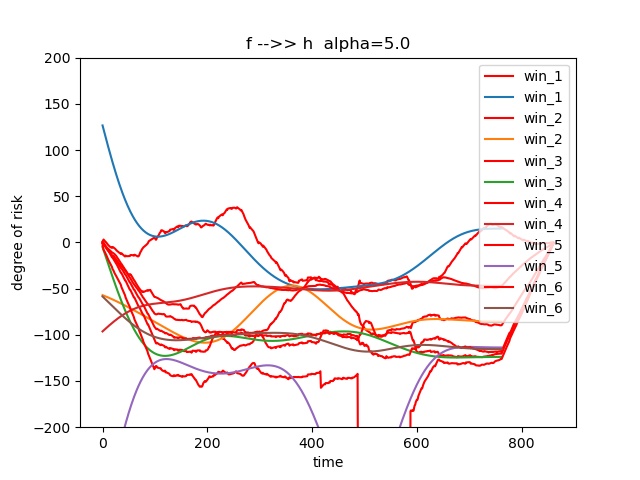 f -->> h  alpha=5.0
degree of risk
200
150
100
50
0
−50
−100
−150
−200
0
200
400
600
800
time
win_1
win_1
win_2
win_2
win_3
win_3
win_4
win_4
win_5
win_5
win_6
win_6